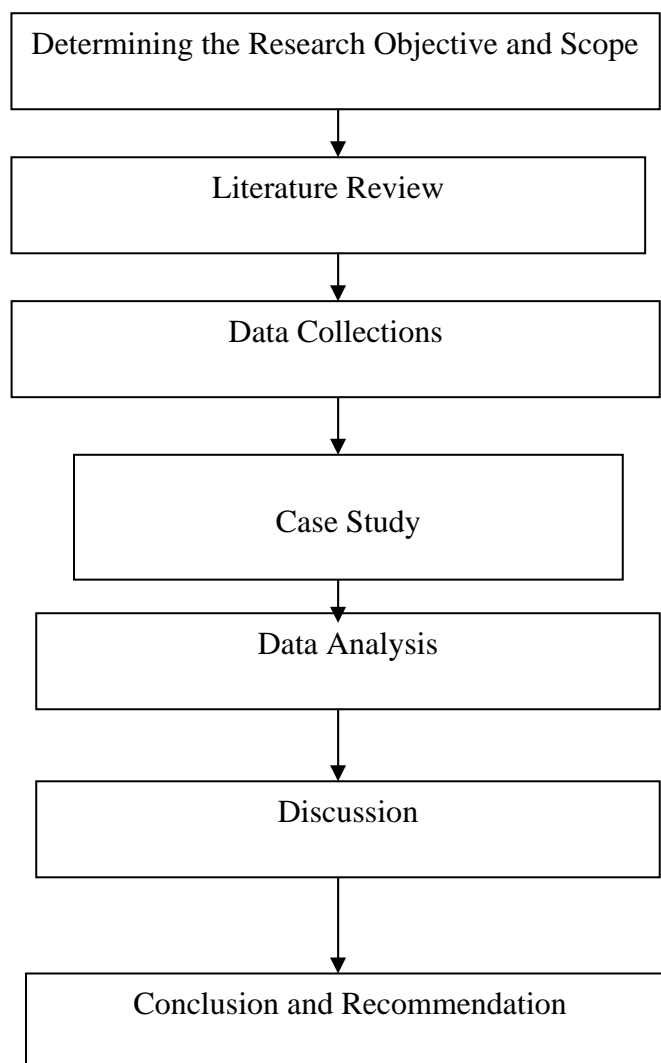 Determining the Research Objective and Scope
Literature Review
Data Collections
Case Study
Data Analysis
Discussion
Conclusion and Recommendation